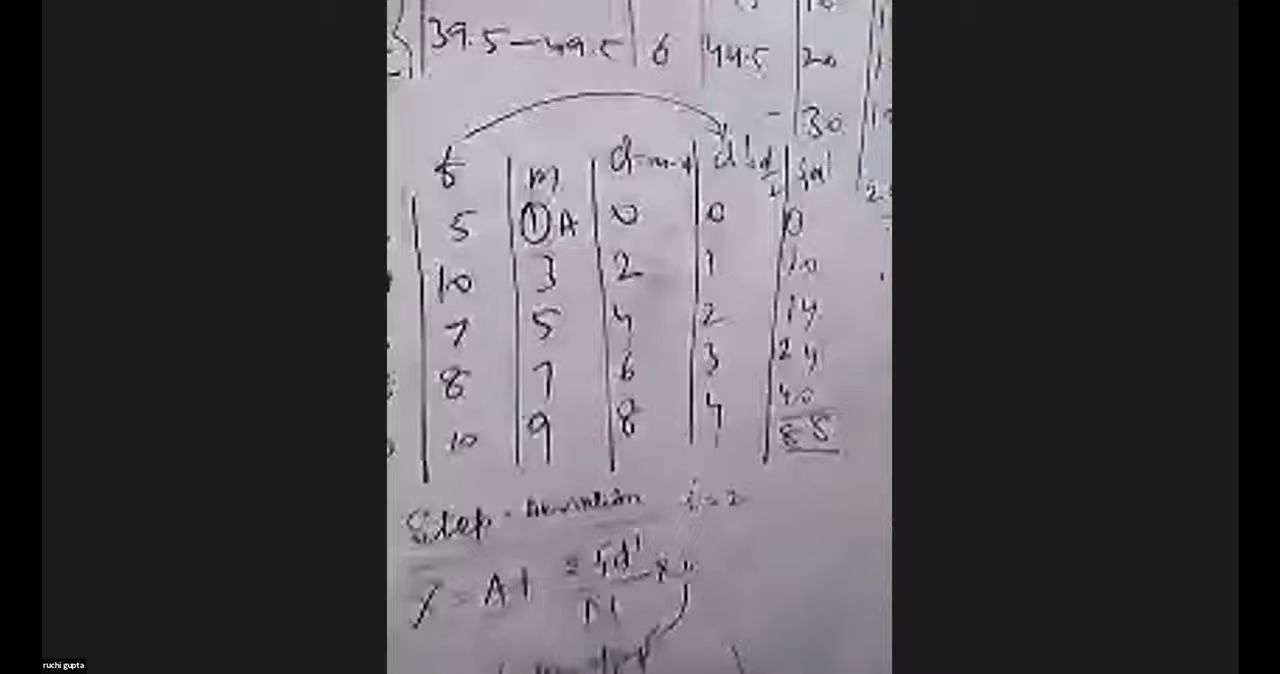 39.5-49.5 6 44.5 20
30
f m d=m-A d'=d/i fd'
5 1 A 0 0 0
10 3 2 1 10
7 5 4 2 14
8 7 6 3 24
10 9 8 4 40
88
Step - deviation i=2
= A +
N
ruchi gupta